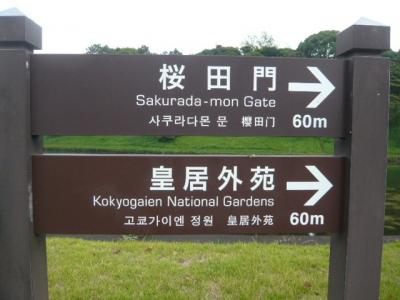 桜田門
Sakurada-mon Gate
사쿠라다몬 문 櫻田门 60m
皇居外苑
Kokyogaien National Gardens
고쿄가이엔 정원 皇居外苑 60m